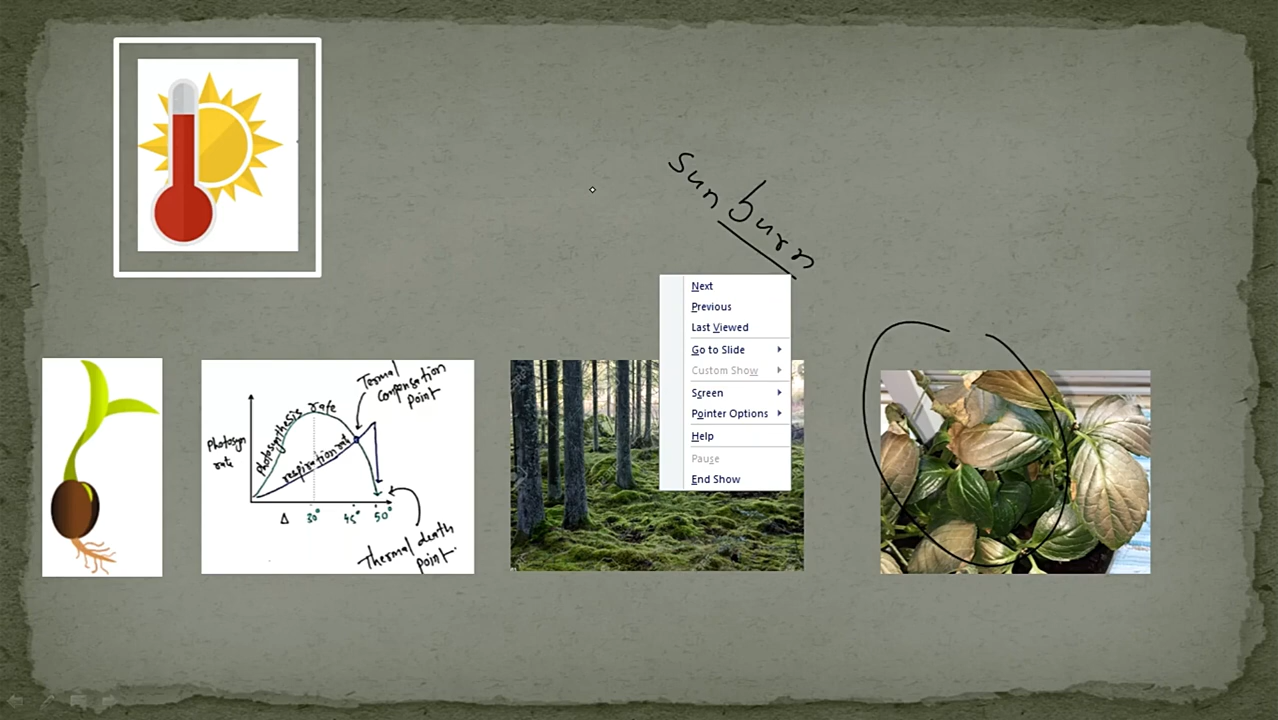 sun burn
Next
Previous
Last Viewed
Go to Slide
Custom Show
Screen
Pointer Options
Help
Pause
End Show
Termal
Compensation
Point
Photosyn
rate
Photosynthesis rate
respiration rate
Δ 30° 45° 50°
Thermal death
point.